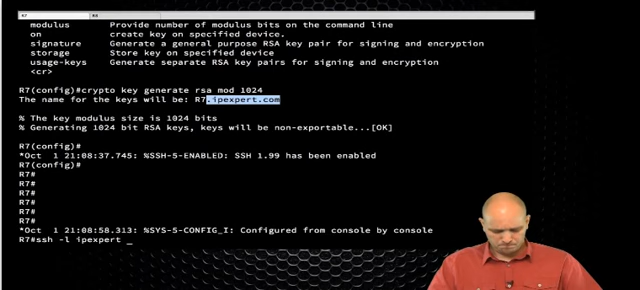 R7
R8
modulus Provide number of modulus bits on the command line
on create key on specified device.
signature Generate a general purpose RSA key pair for signing and encryption
storage Store key on specified device
usage-keys Generate separate RSA key pairs for signing and encryption
<cr>
R7(config)#crypto key generate rsa mod 1024
The name for the keys will be: R7.ipexpert.com
% The key modulus size is 1024 bits
% Generating 1024 bit RSA keys, keys will be non-exportable...[OK]
R7(config)#
*Oct 1 21:08:37.745: %SSH-5-ENABLED: SSH 1.99 has been enabled
R7(config)#
R7#
R7#
R7#
R7#
R7#
*Oct 1 21:08:58.313: %SYS-5-CONFIG_I: Configured from console by console
R7#ssh -l ipexpert _